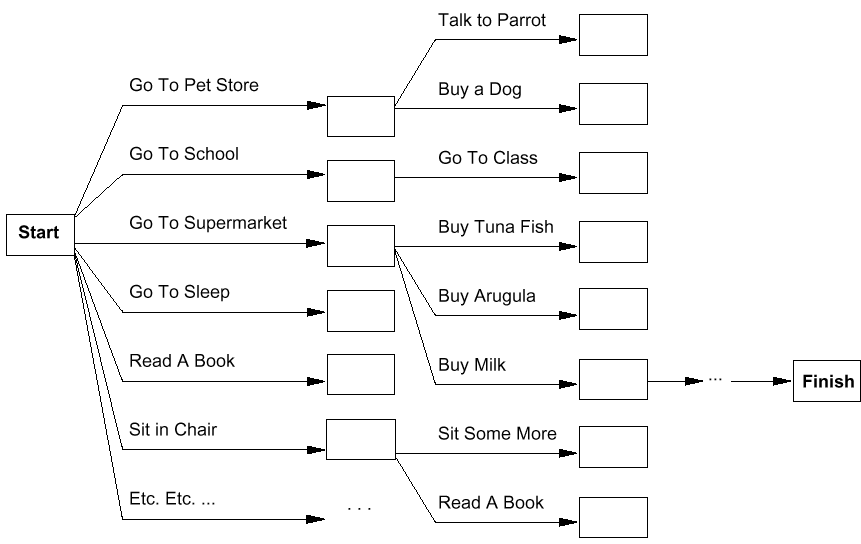 Talk to Parrot
Go To Pet Store
Buy a Dog
Go To School
Go To Class
Start
Go To Supermarket
Buy Tuna Fish
Go To Sleep
Buy Arugula
Read A Book
Buy Milk
...
Finish
Sit in Chair
Sit Some More
Etc. Etc. ...
. . .
Read A Book